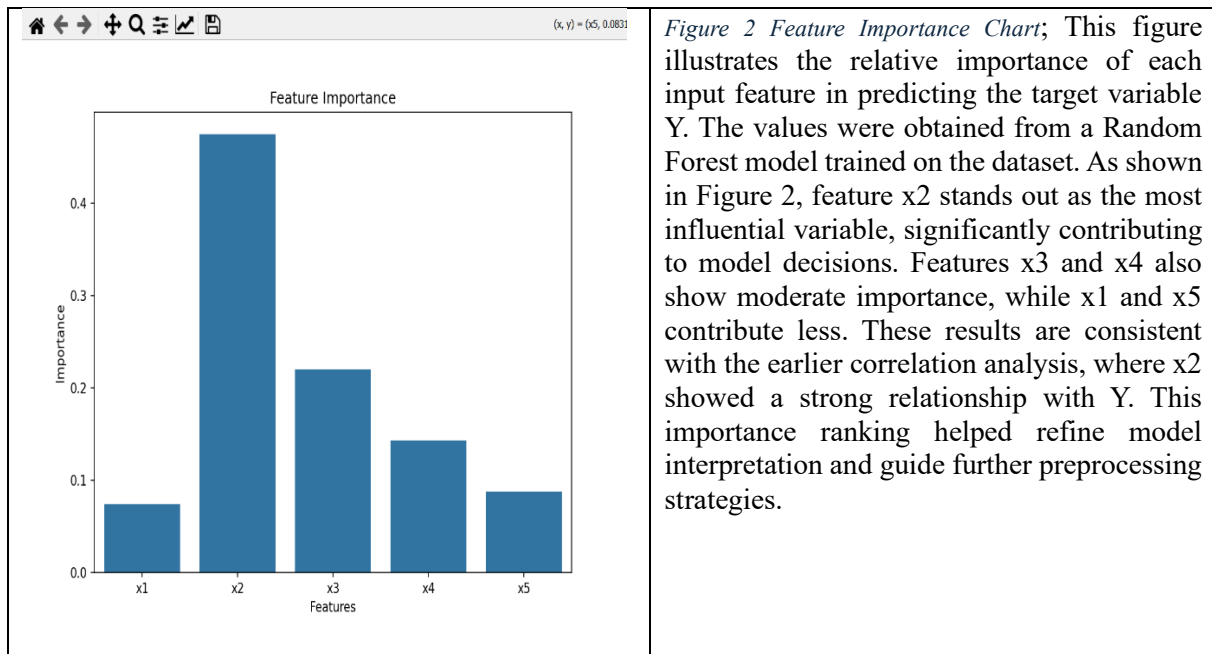 (x, y) = (x5, 0.0831
Feature Importance
0.4
0.3
0.2
0.1
0.0
Importance
x1 x2 x3 x4 x5
Features
Figure 2 Feature Importance Chart; This figure
illustrates the relative importance of each
input feature in predicting the target variable
Y. The values were obtained from a Random
Forest model trained on the dataset. As shown
in Figure 2, feature x2 stands out as the most
influential variable, significantly contributing
to model decisions. Features x3 and x4 also
show moderate importance, while x1 and x5
contribute less. These results are consistent
with the earlier correlation analysis, where x2
showed a strong relationship with Y. This
importance ranking helped refine model
interpretation and guide further preprocessing
strategies.